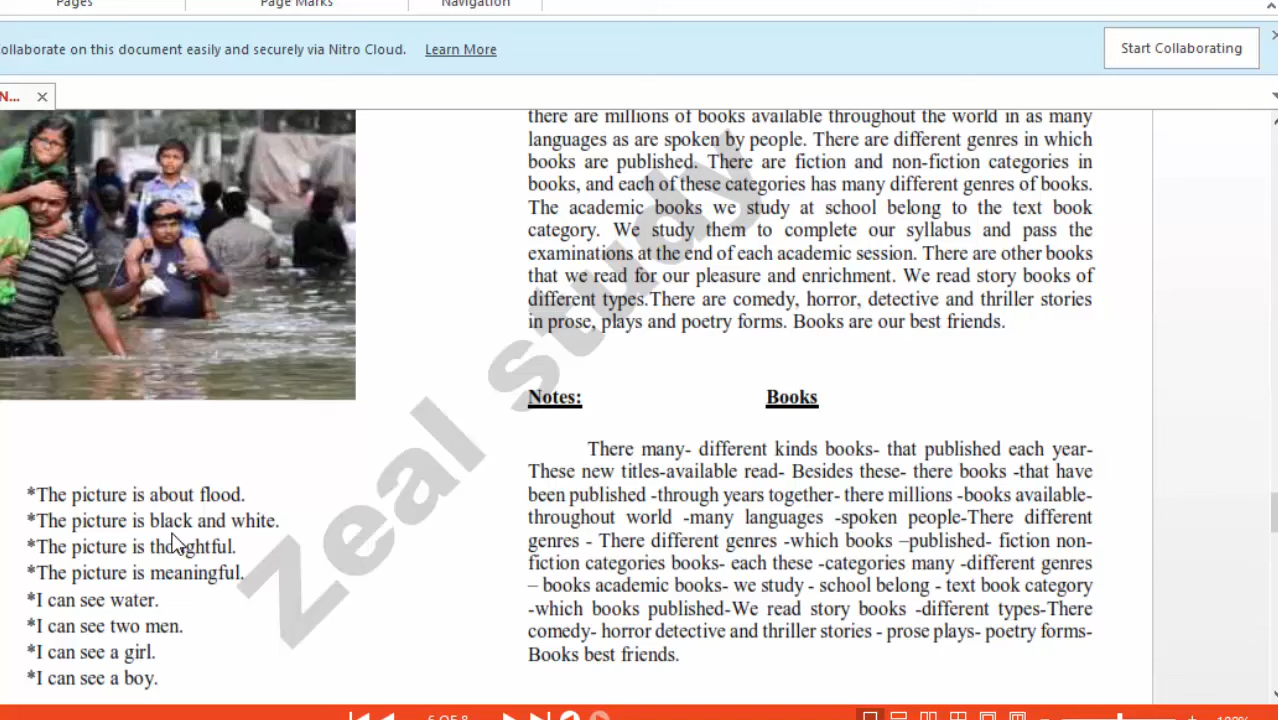 Pages
Page Marks
Navigation
ollaborate on this document easily and securely via Nitro Cloud. Learn More
Start Collaborating
N...
there are millions of books available throughout the world in as many
languages as are spoken by people. There are different genres in which
books are published. There are fiction and non-fiction categories in
books, and each of these categories has many different genres of books.
The academic books we study at school belong to the text book
category. We study them to complete our syllabus and pass the
examinations at the end of each academic session. There are other books
that we read for our pleasure and enrichment. We read story books of
different types.There are comedy, horror, detective and thriller stories
in prose, plays and poetry forms. Books are our best friends.
Notes: Books
There many- different kinds books- that published each year-
These new titles-available read- Besides these- there books -that have
been published -through years together- there millions -books available-
throughout world -many languages -spoken people-There different
genres - There different genres -which books –published- fiction non-
fiction categories books- each these -categories many -different genres
– books academic books- we study - school belong - text book category
-which books published-We read story books -different types-There
comedy- horror detective and thriller stories - prose plays- poetry forms-
Books best friends.
*The picture is about flood.
*The picture is black and white.
*The picture is thoughtful.
*The picture is meaningful.
*I can see water.
*I can see two men.
*I can see a girl.
*I can see a boy.
Zeal study
6 OF 8
100%